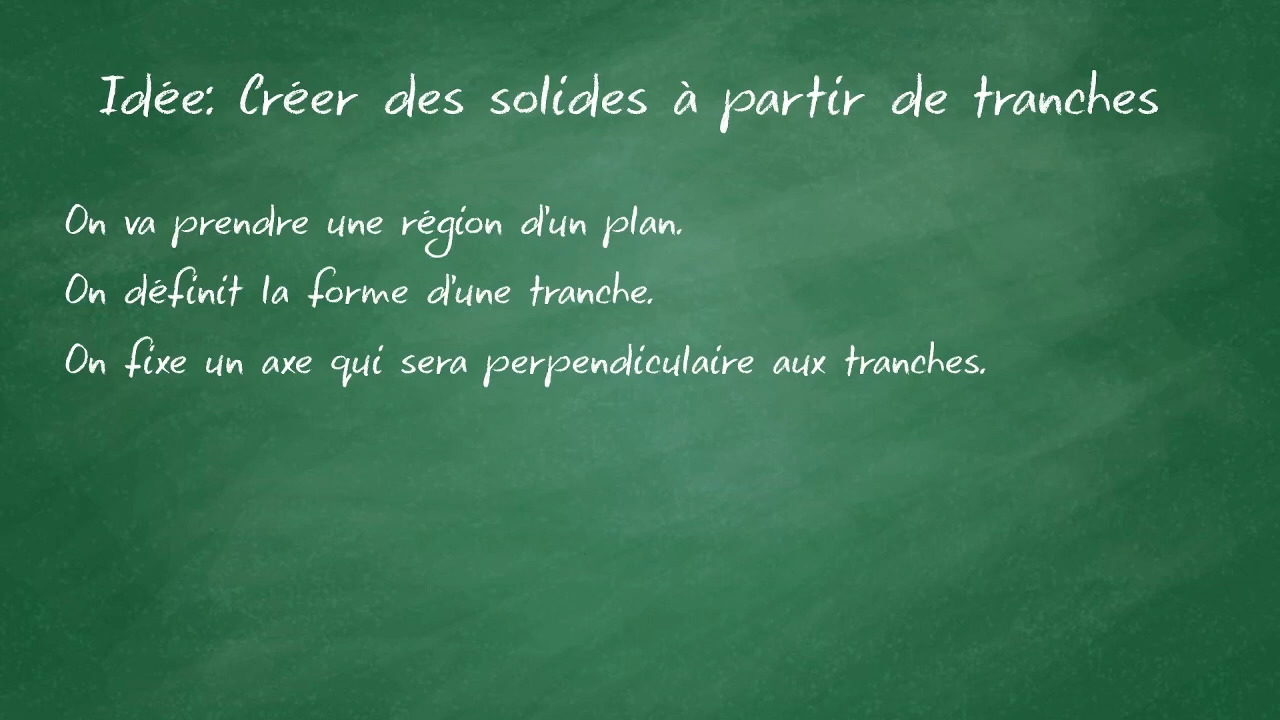 Idée: Créer des solides à partir de tranches
On va prendre une région d'un plan.
On définit la forme d'une tranche.
On fixe un axe qui sera perpendiculaire aux tranches.